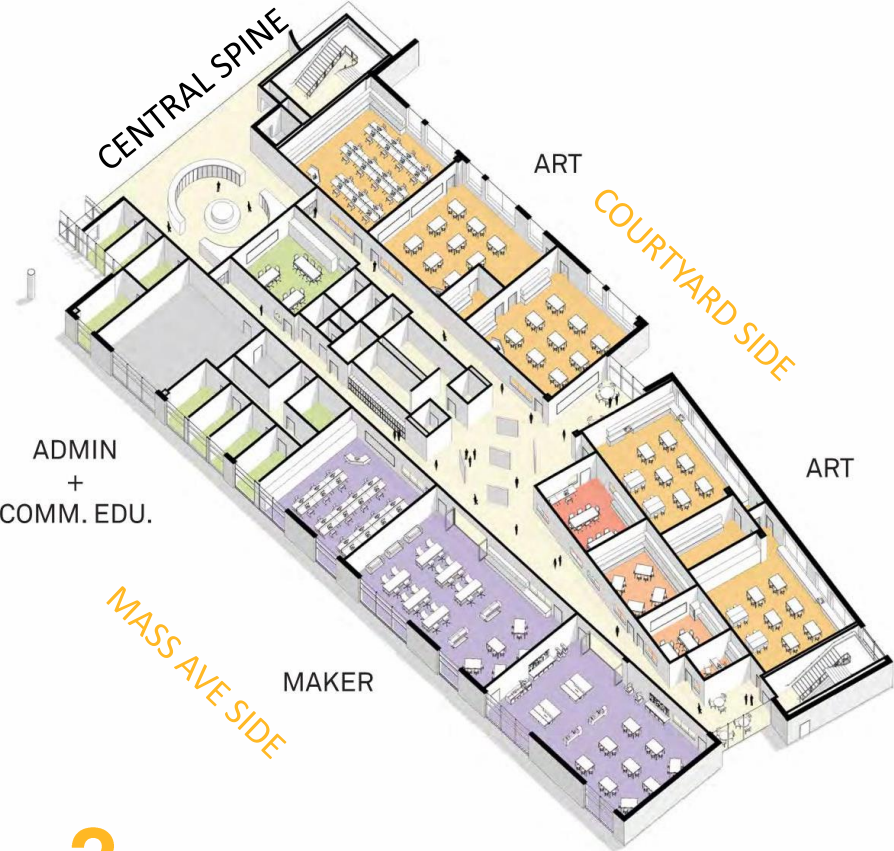 CENTRAL SPINE
ART
COURTYARD SIDE
ART
ADMIN
+
COMM. EDU.
MASS AVE SIDE
MAKER